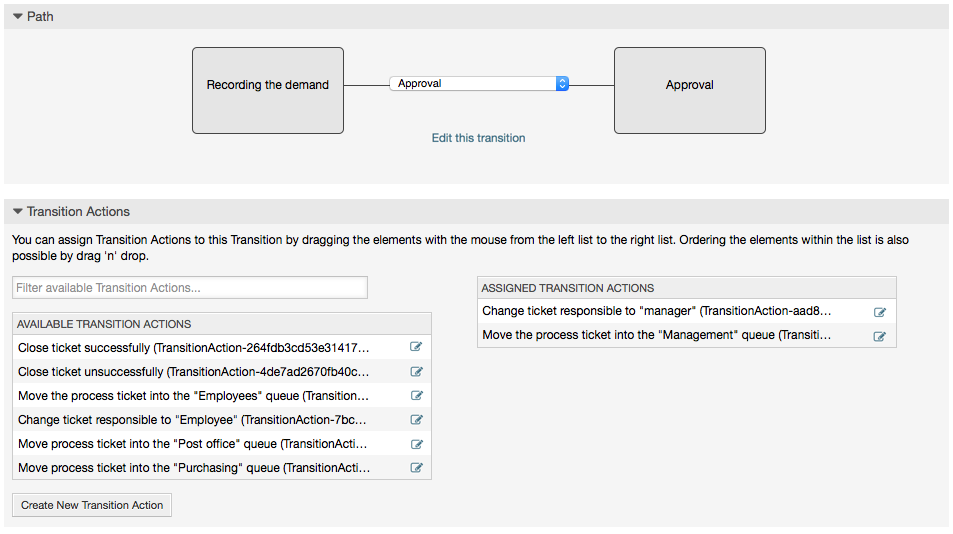 Path
Recording the demand
Approval
Approval
Edit this transition
Transition Actions
You can assign Transition Actions to this Transition by dragging the elements with the mouse from the left list to the right list. Ordering the elements within the list is also
possible by drag 'n' drop.
Filter available Transition Actions...
AVAILABLE TRANSITION ACTIONS
Close ticket successfully (TransitionAction-264fdb3cd53e31417...
Close ticket unsuccessfully (TransitionAction-4de7ad2670fb40c...
Move the process ticket into the "Employees" queue (Transition...
Change ticket responsible to "Employee" (TransitionAction-7bc...
Move process ticket into the "Post office" queue (TransitionActi...
Move process ticket into the "Purchasing" queue (TransitionActi...
Create New Transition Action
ASSIGNED TRANSITION ACTIONS
Change ticket responsible to "manager" (TransitionAction-aad8...
Move the process ticket into the "Management" queue (Transiti...